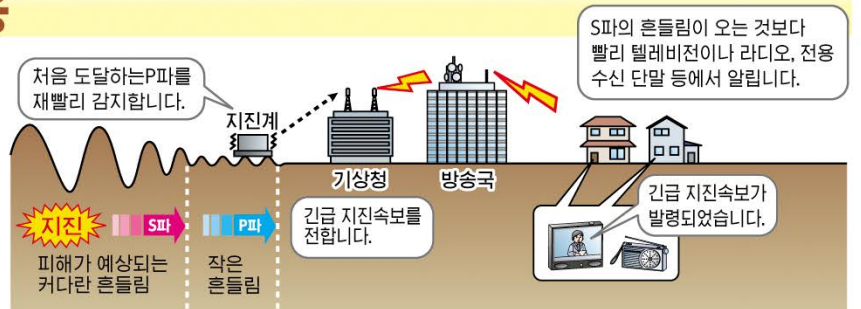 처음 도달하는P파를
재빨리 감지합니다.
지진계
S파의 흔들림이 오는 것보다
빨리 텔레비전이나 라디오, 전용
수신 단말 등에서 알립니다.
기상청
방송국
지진
S파
P파
피해가 예상되는
커다란 흔들림
작은
흔들림
긴급 지진속보를
전합니다.
긴급 지진속보가
발령되었습니다.